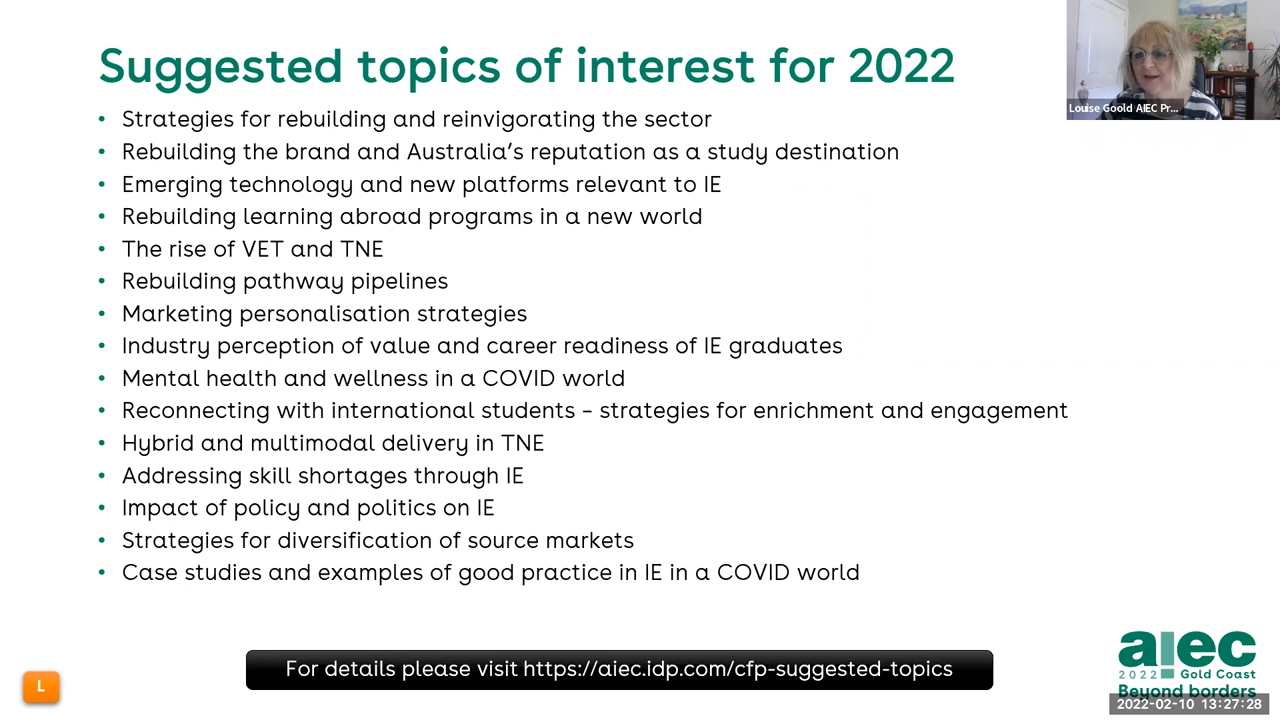 Suggested topics of interest for 2022
• Strategies for rebuilding and reinvigorating the sector
• Rebuilding the brand and Australia's reputation as a study destination
• Emerging technology and new platforms relevant to IE
• Rebuilding learning abroad programs in a new world
• The rise of VET and TNE
• Rebuilding pathway pipelines
• Marketing personalisation strategies
• Industry perception of value and career readiness of IE graduates
• Mental health and wellness in a COVID world
• Reconnecting with international students – strategies for enrichment and engagement
• Hybrid and multimodal delivery in TNE
• Addressing skill shortages through IE
• Impact of policy and politics on IE
• Strategies for diversification of source markets
• Case studies and examples of good practice in IE in a COVID world
Louise Goold AIEC Pr...
For details please visit https://aiec.idp.com/cfp-suggested-topics
L
aiec
2022 Gold Coast
Beyond borders
2022-02-10 13:27:28